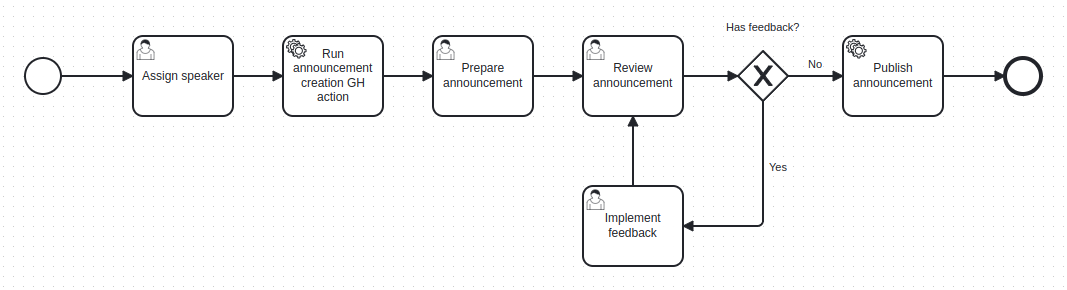 Has feedback?
Assign speaker
Run
announcement
creation GH
action
Prepare
announcement
Review
announcement
No
Publish
announcement
Yes
Implement
feedback